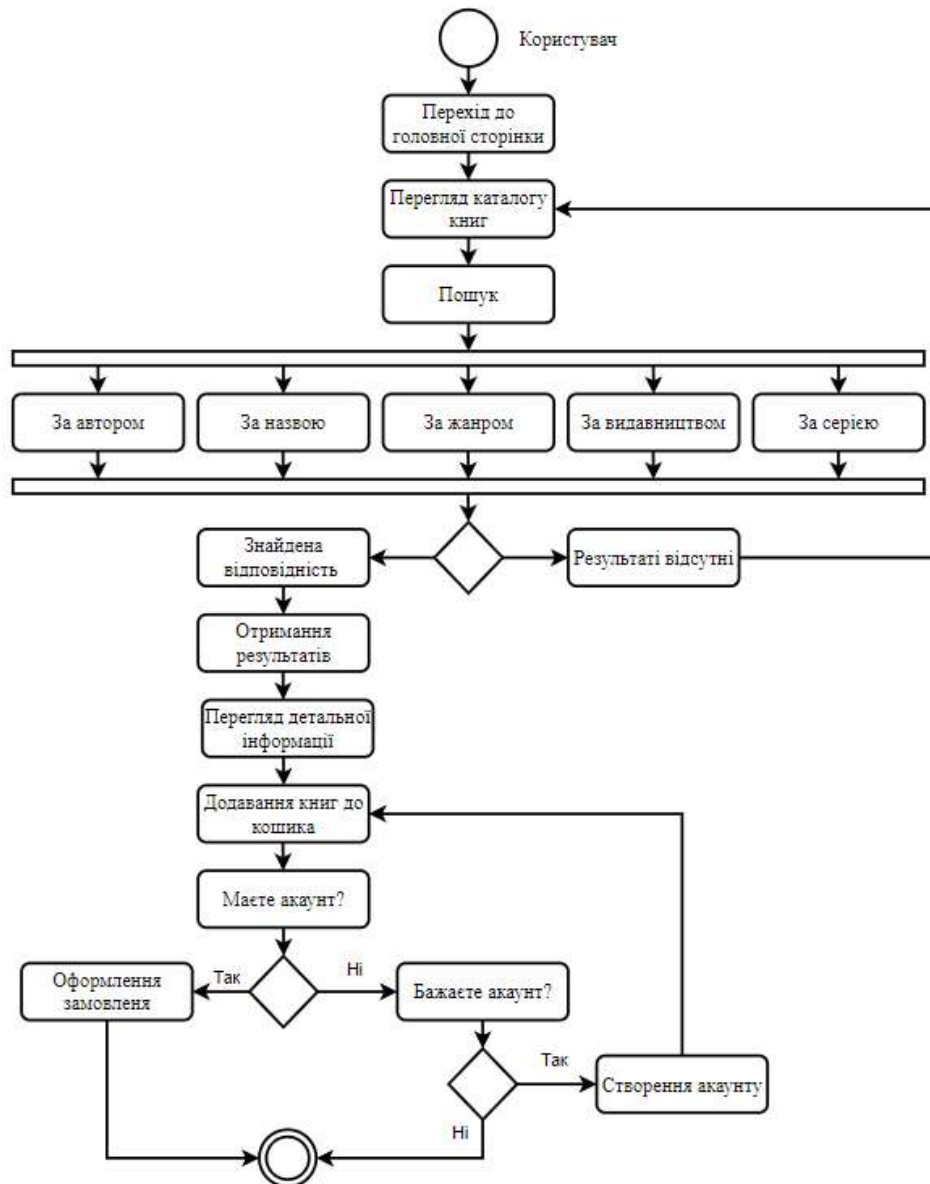 Користувач
Перехід до
головної сторінки
Перегляд каталогу
книг
Пошук
За автором
За назвою
За жанром
За видавництвом
За серією
Знайдена
відповідність
Результаті відсутні
Отримання
результатів
Перегляд детальної
інформації
Додавання книг до
кошика
Маєте акаунт?
Оформлення
замовленя
Так
Ні
Бажаєте акаунт?
Так
Створення акаунту
Ні